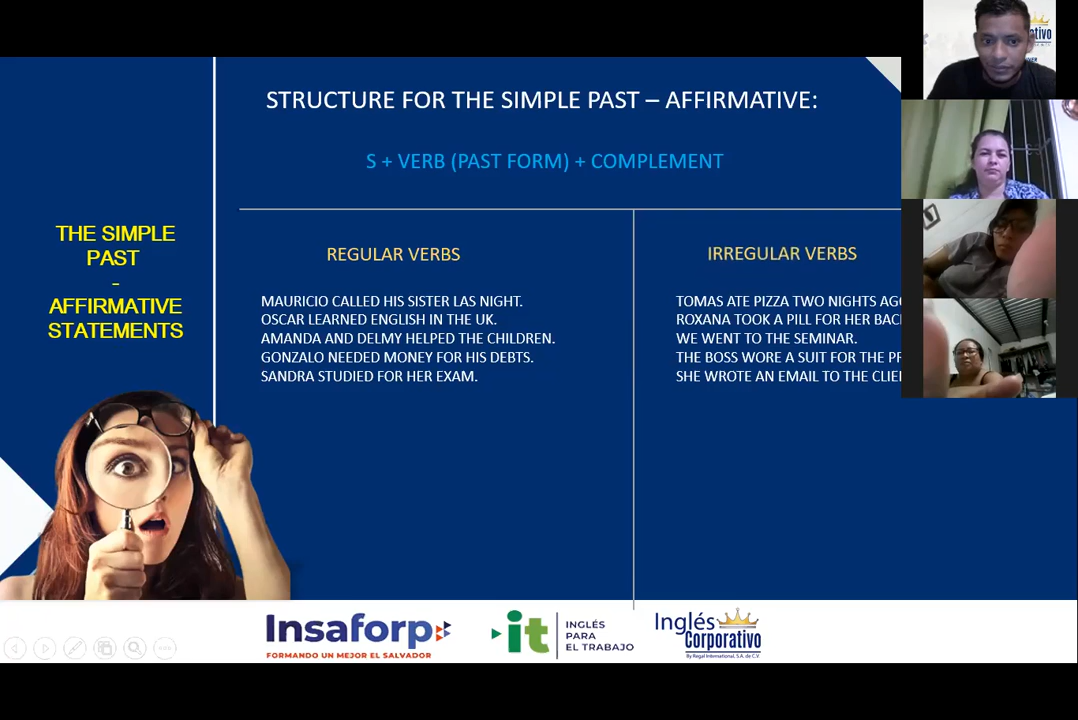 STRUCTURE FOR THE SIMPLE PAST – AFFIRMATIVE:
S + VERB (PAST FORM) + COMPLEMENT
THE SIMPLE
PAST
-
AFFIRMATIVE
STATEMENTS
REGULAR VERBS
MAURICIO CALLED HIS SISTER LAS NIGHT.
OSCAR LEARNED ENGLISH IN THE UK.
AMANDA AND DELMY HELPED THE CHILDREN.
GONZALO NEEDED MONEY FOR HIS DEBTS.
SANDRA STUDIED FOR HER EXAM.
IRREGULAR VERBS
TOMAS ATE PIZZA TWO NIGHTS
ROXANA TOOK A PILL FOR HER
WE WENT TO THE SEMINAR.
THE BOSS WORE A SUIT FOR THE
SHE WROTE AN EMAIL TO THE
Insaforp
FORMANDO UN MEJOR EL SALVADOR
it
INGLÉS
PARA
EL TRABAJO
Inglés
Corporativo
By Regal International, S.A. de C.V.